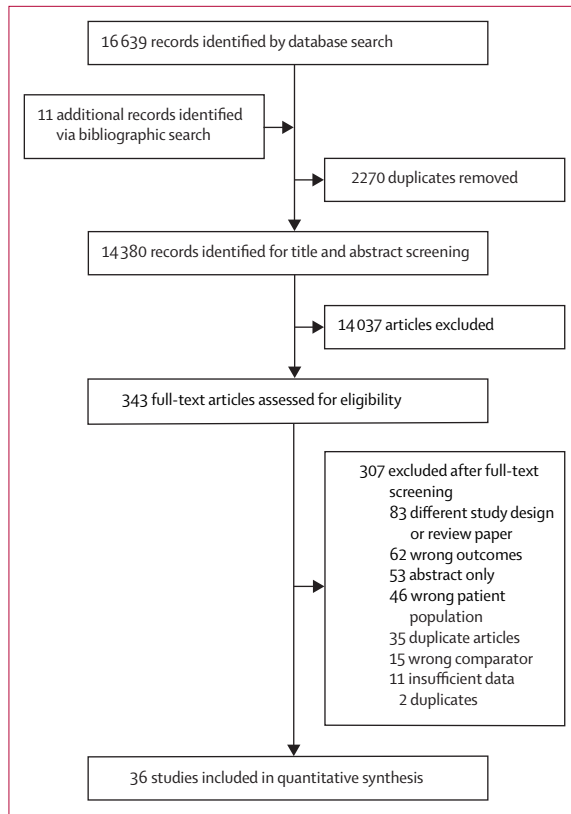 16 639 records identified by database search
11 additional records identified
via bibliographic search
2270 duplicates removed
14 380 records identified for title and abstract screening
14 037 articles excluded
343 full-text articles assessed for eligibility
307 excluded after full-text
screening
83 different study design
or review paper
62 wrong outcomes
53 abstract only
46 wrong patient
population
35 duplicate articles
15 wrong comparator
11 insufficient data
2 duplicates
36 studies included in quantitative synthesis